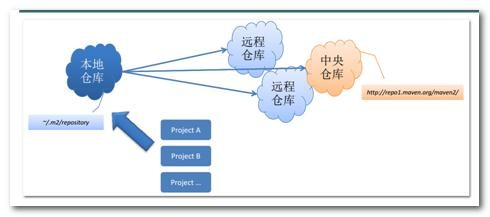 远程
仓库
本地
仓库
中央
仓库
远程
仓库
http://repo1.maven.org/maven2/
~/.m2/repository
Project A
Project B
Project ...